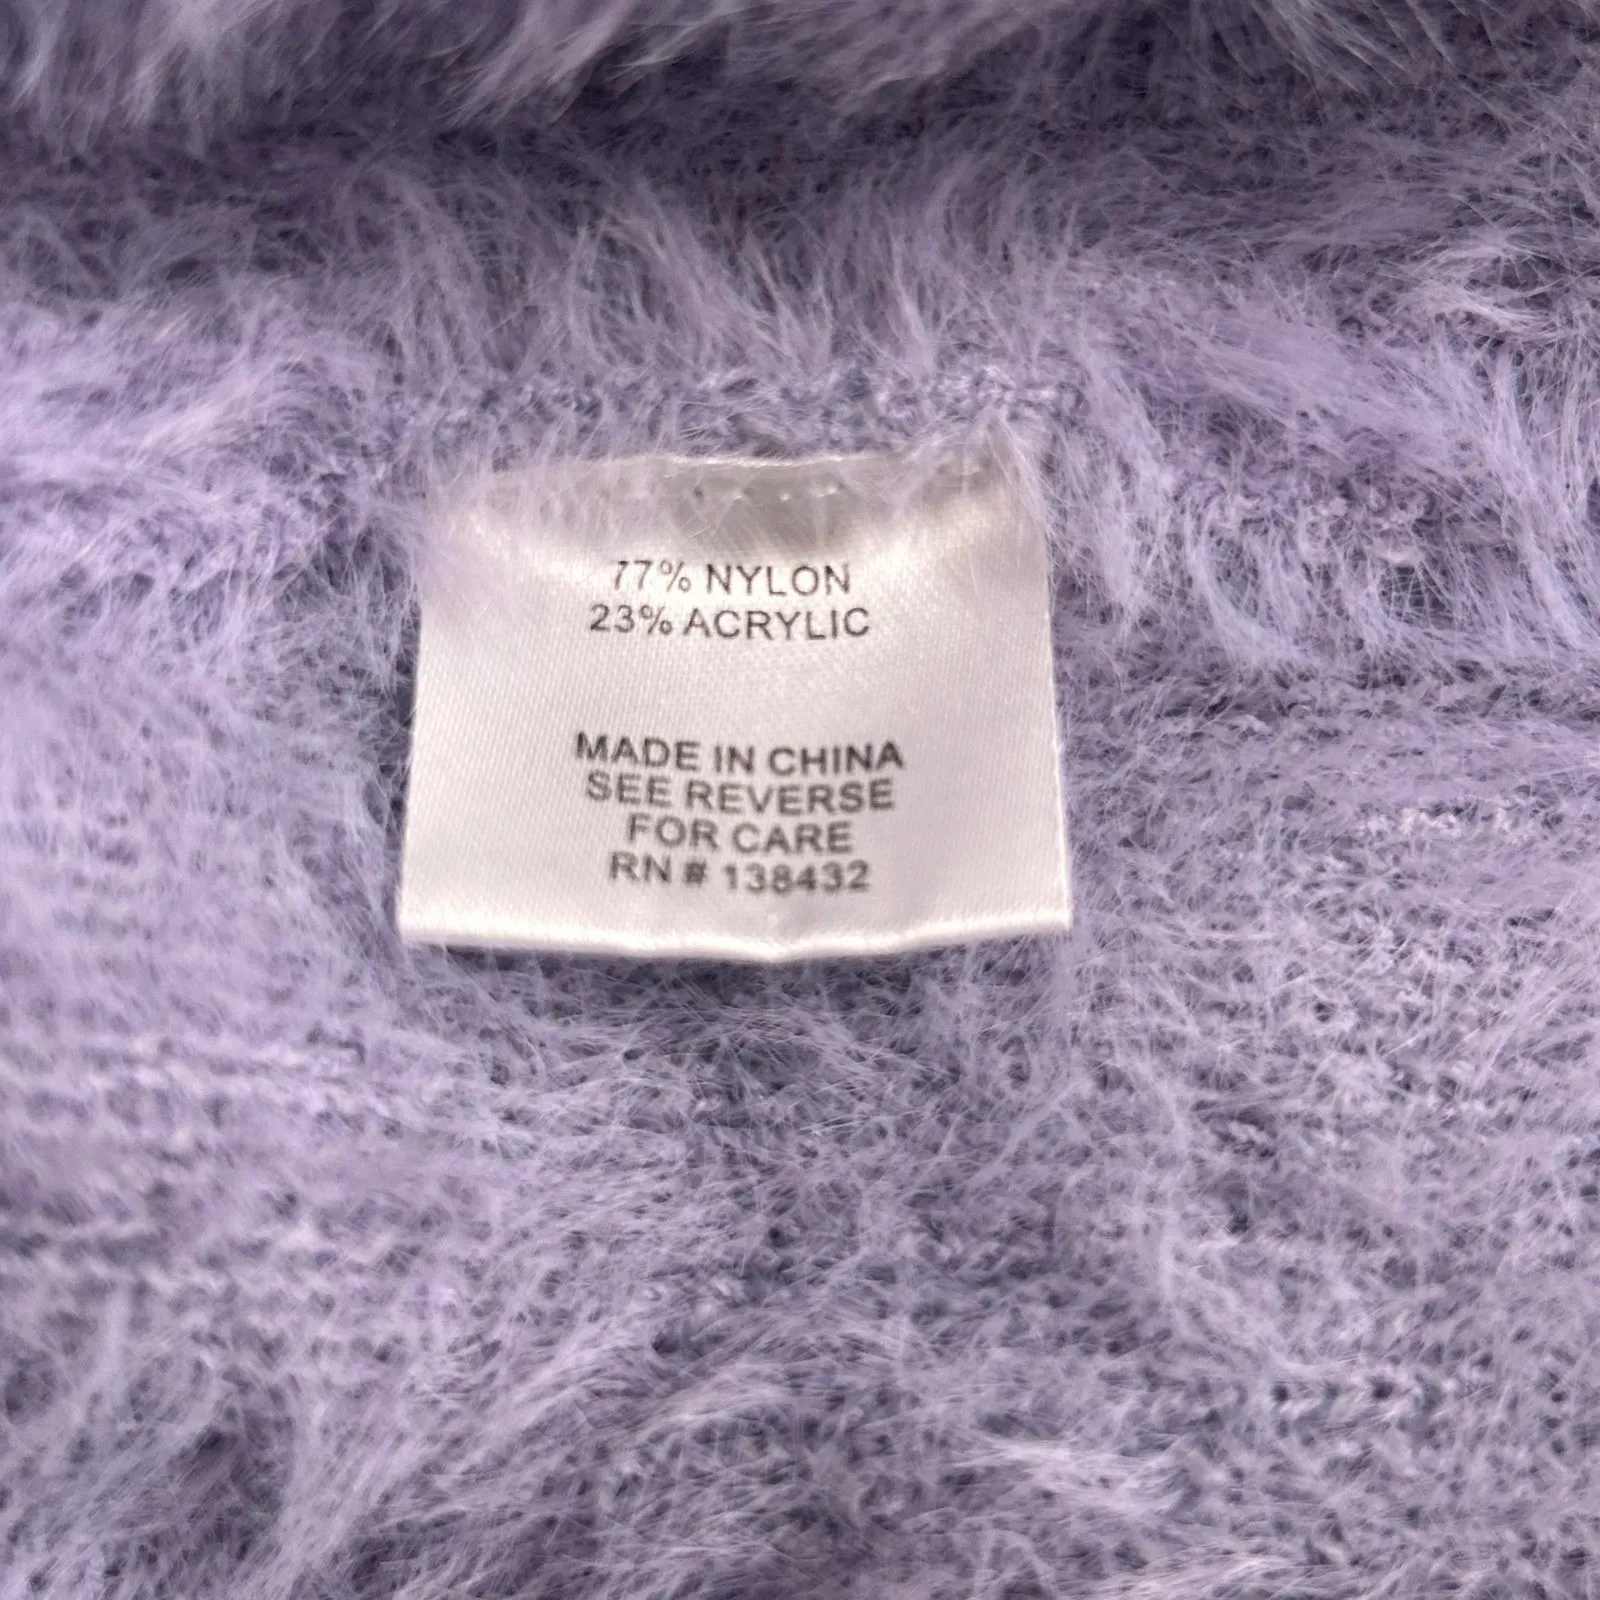 77% NYLON
23% ACRYLIC
MADE IN CHINA
SEE REVERSE
FOR CARE
RN # 138432